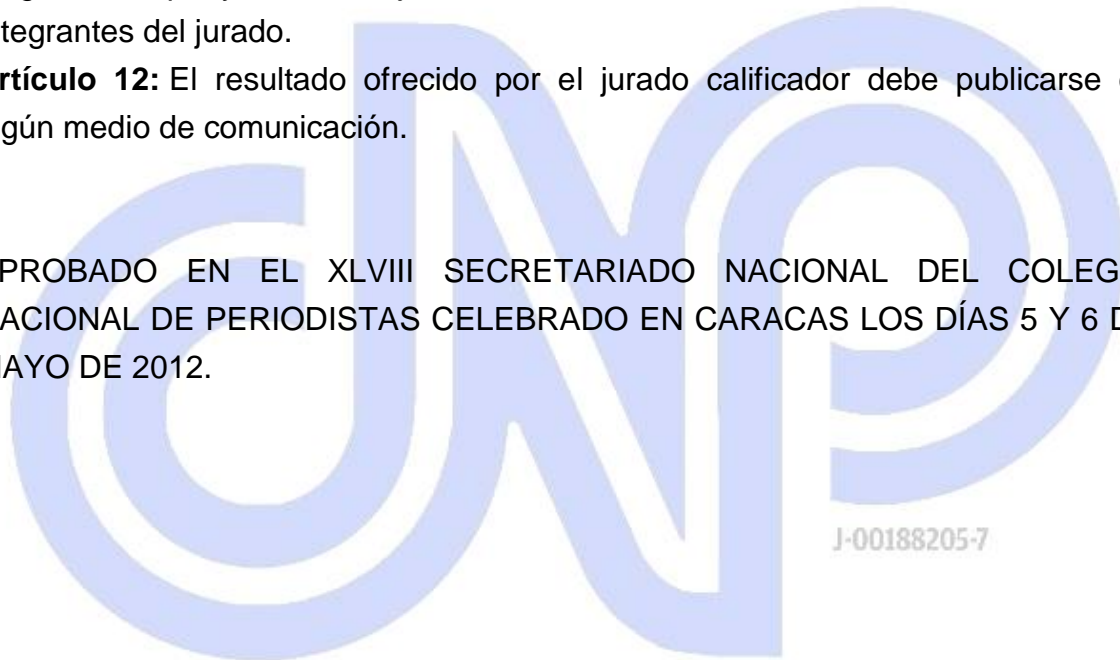 ntegrantes del jurado.
rtículo 12: El resultado ofrecido por el jurado calificador debe publicarse
gún medio de comunicación.
PROBADO EN EL XLVIII SECRETARIADO NACIONAL DEL COLEG
ACIONAL DE PERIODISTAS CELEBRADO EN CARACAS LOS DÍAS 5 Y 6 D
AYO DE 2012.
CNP
J-00188205-7